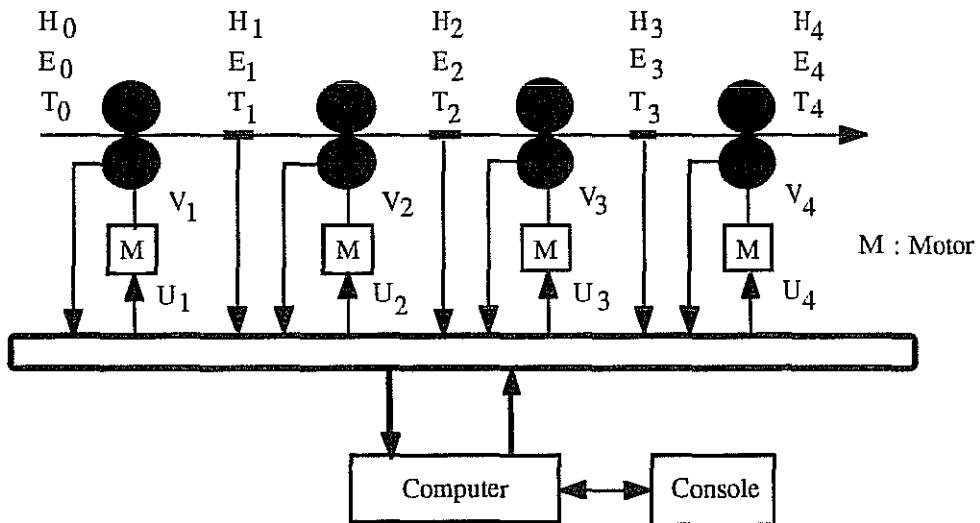 H0 H1 H2 H3 H4
E0 E1 E2 E3 E4
T0 T1 T2 T3 T4
V1 V2 V3 V4
M M M M M : Motor
U1 U2 U3 U4
Computer Console